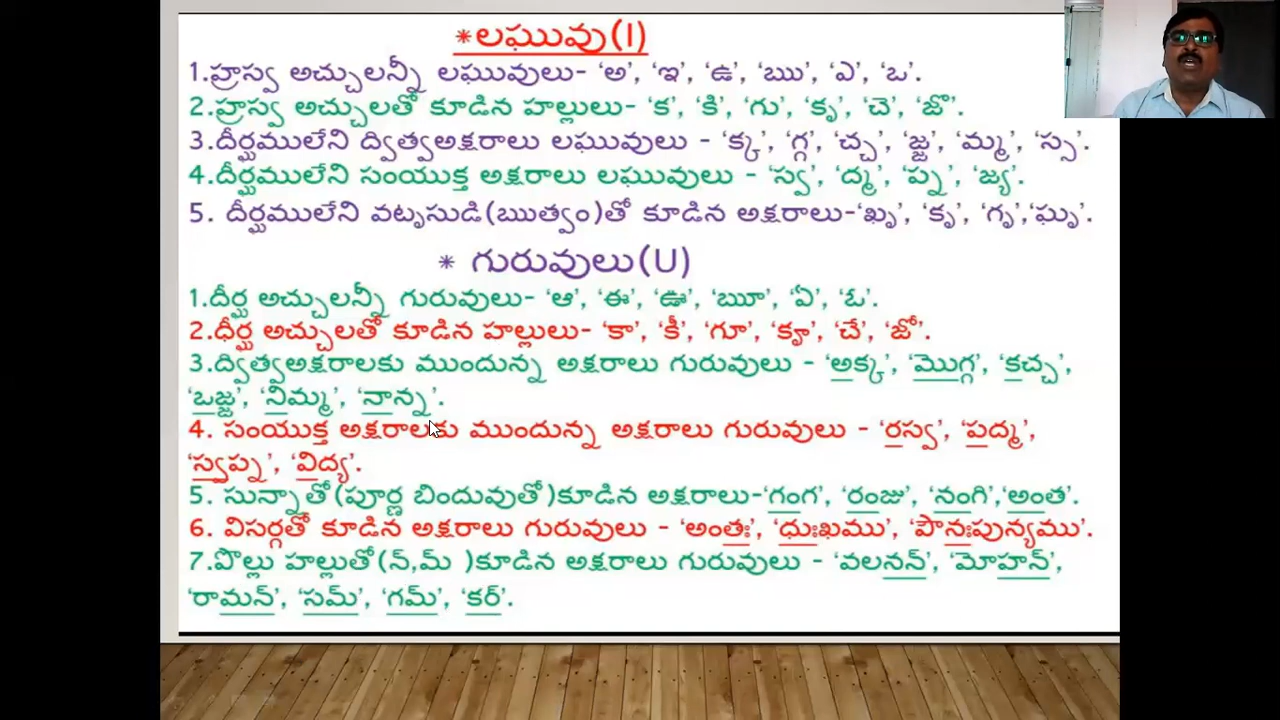 *లఘువు(I)
1.హ్రస్వ అచ్చులన్నీ లఘువులు- ‘అ’, ‘ఇ’, ‘ఉ’, ‘ఋ’, ‘ఎ’, ‘ఒ’.
2.హ్రస్వ అచ్చులతో కూడిన హల్లులు- ‘క’, ‘కి’, ‘గు’, ‘కృ’, ‘చె’, ‘జొ’.
3.దీర్ఘములేని ద్విత్వఅక్షరాలు లఘువులు - ‘క్క’, ‘గ్గ’, ‘చ్చ’, ‘జ్జ’, ‘మ్మ’, ‘స్స’.
4.దీర్ఘములేని సంయుక్త అక్షరాలు లఘువులు - ‘స్వ’, ‘ద్మ’, ‘ప్న’, ‘జ్య’.
5. దీర్ఘములేని వటృసుడి(ఋత్వం)తో కూడిన అక్షరాలు-‘ఖృ’, ‘కృ’, ‘గృ’,‘ఘృ’.
* గురువులు(U)
1.దీర్ఘ అచ్చులన్నీ గురువులు- ‘ఆ’, ‘ఈ’, ‘ఊ’, ‘ౠ’, ‘ఏ’, ‘ఓ’.
2.ధీర్ఘ అచ్చులతో కూడిన హల్లులు- ‘కా’, ‘కీ’, ‘గూ’, ‘కౄ’, ‘చే’, ‘జో’.
3.ద్విత్వఅక్షరాలకు ముందున్న అక్షరాలు గురువులు - ‘అక్క’, ‘మొగ్గ’, ‘కచ్చ’,
‘ఒజ్జ’, ‘నిమ్మ’, ‘నాన్న’.
4. సంయుక్త అక్షరాలకు ముందున్న అక్షరాలు గురువులు - ‘రస్వ’, ‘పద్మ’,
‘స్వప్న’, ‘విద్య’.
5. సున్నాతో(పూర్ణ బిందువుతో)కూడిన అక్షరాలు-‘గంగ’, ‘రంజు’, ‘నంగి’,‘అంత’.
6. విసర్గతో కూడిన అక్షరాలు గురువులు - ‘అంతః’, ‘ధుఃఖము’, ‘పౌనఃపున్యము’.
7.పొల్లు హల్లుతో(న్,మ్ )కూడిన అక్షరాలు గురువులు - ‘వలనన్’, ‘మోహన్’,
‘రామన్’, ‘సమ్’, ‘గమ్’, ‘కర్’.